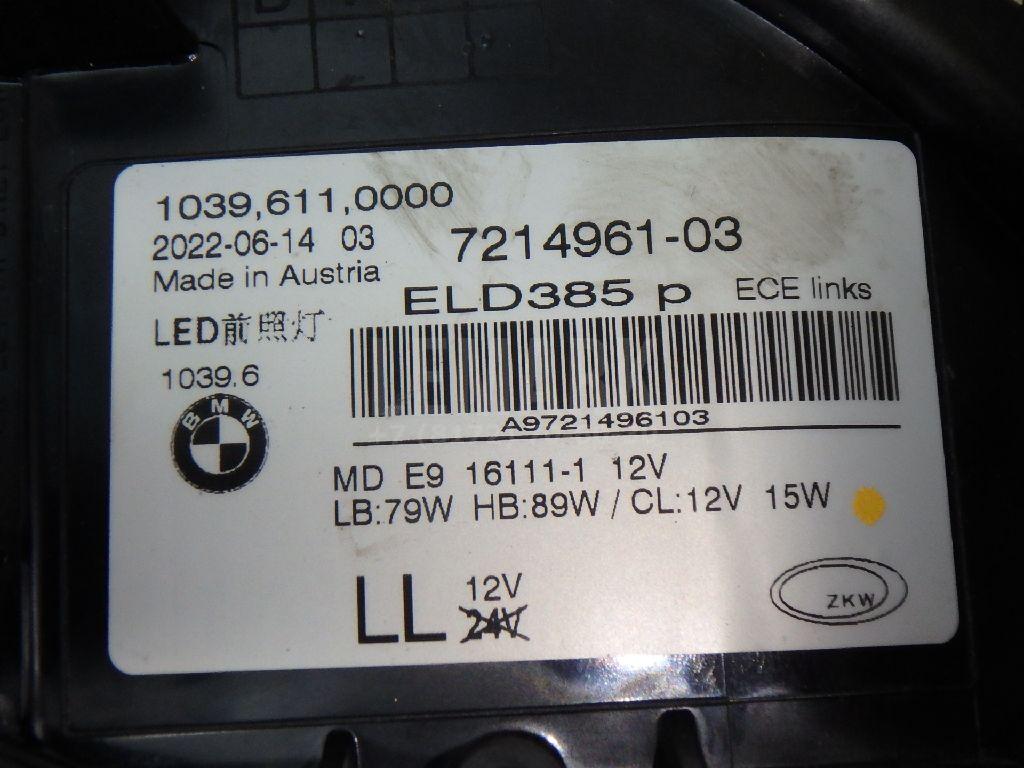 1039,611,0000
2022-06-14 03
7214961-03
Made in Austria
ELD385 p ECE links
LED前照灯
1039.6
BMW
A9721496103
MD E9 16111-1 12V
LB:79W HB:89W / CL:12V 15W
LL 12V
24V
ZKW